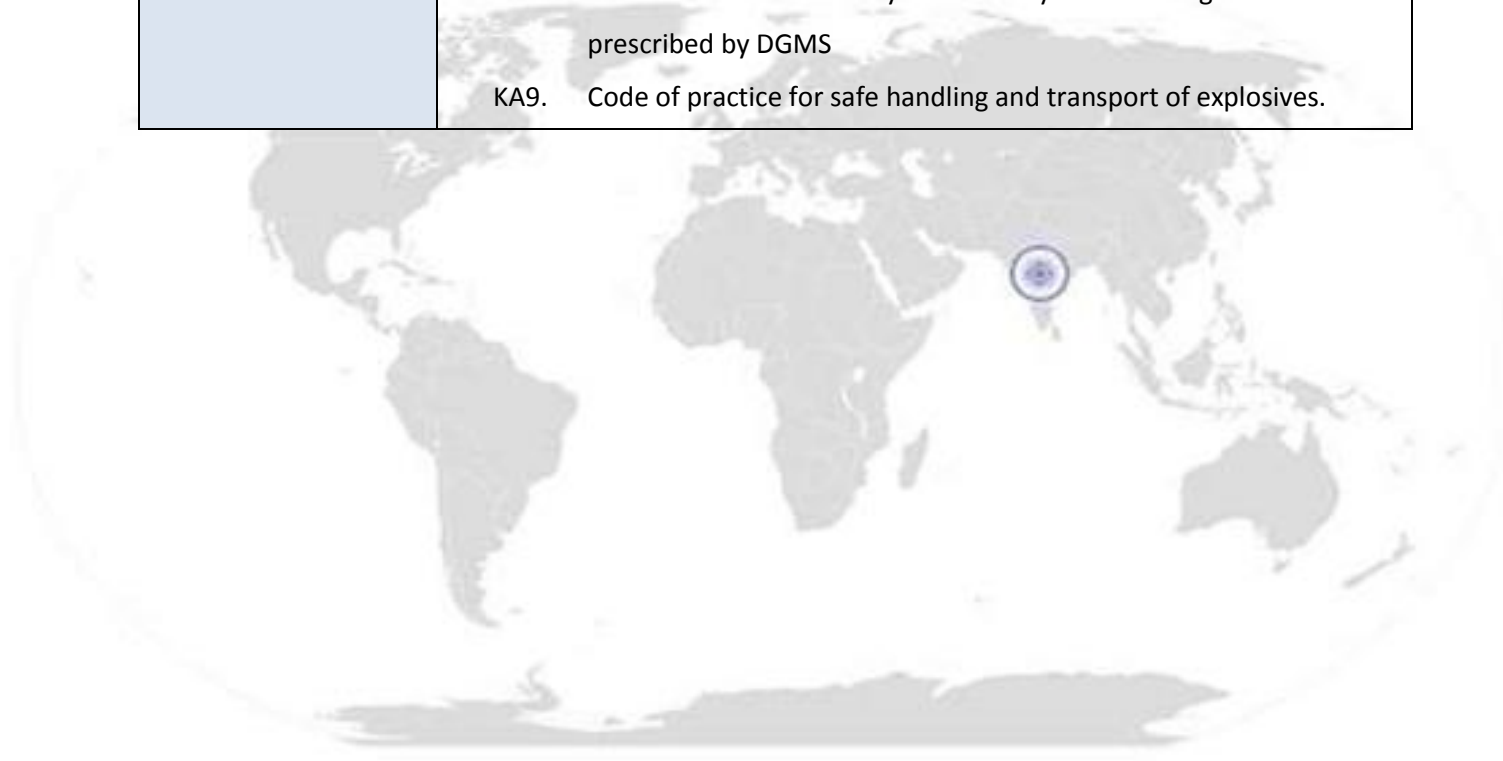 prescribed by DGMS
KA9. Code of practice for safe handling and transport of explosives.